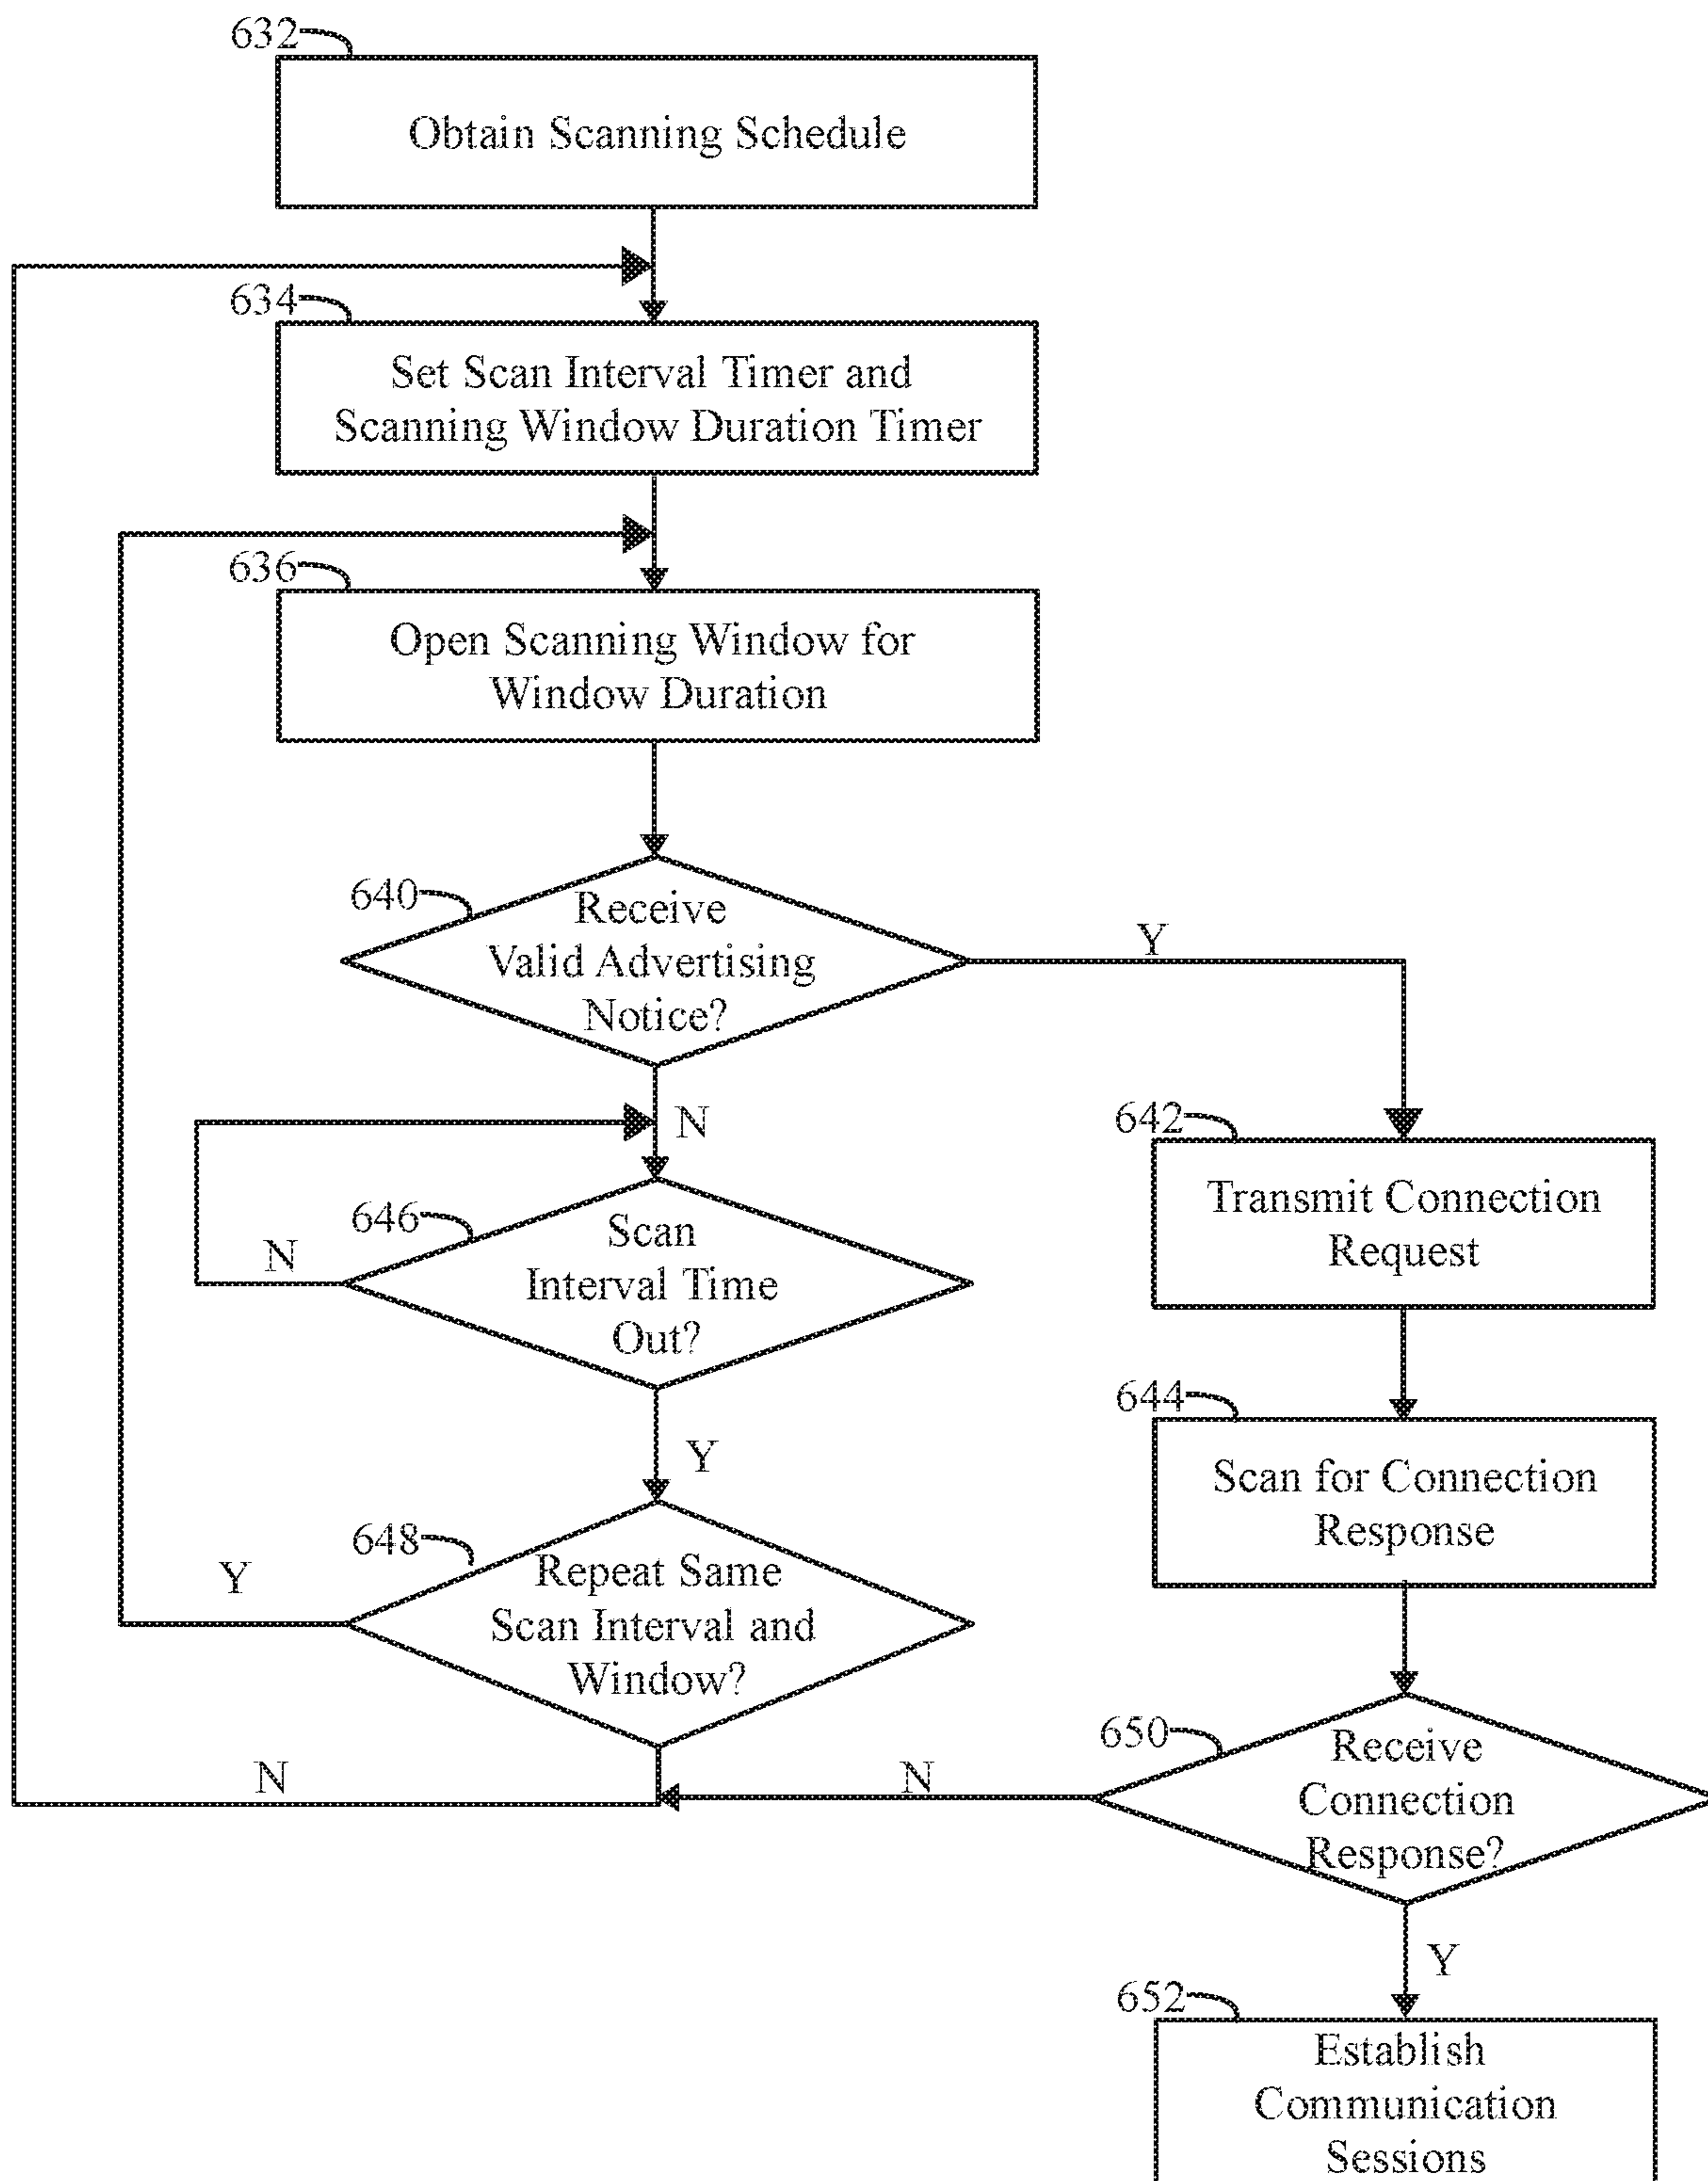 632
Obtain Scanning Schedule
634
Set Scan Interval Timer and
Scanning Window Duration Timer
636
Open Scanning Window for
Window Duration
640
Receive
Valid Advertising
Notice?
Y
N
642
Transmit Connection
Request
646
Scan
Interval Time
Out?
N
Y
644
Scan for Connection
Response
648
Repeat Same
Scan Interval and
Window?
Y
N
650
Receive
Connection
Response?
N
Y
652
Establish
Communication
Sessions